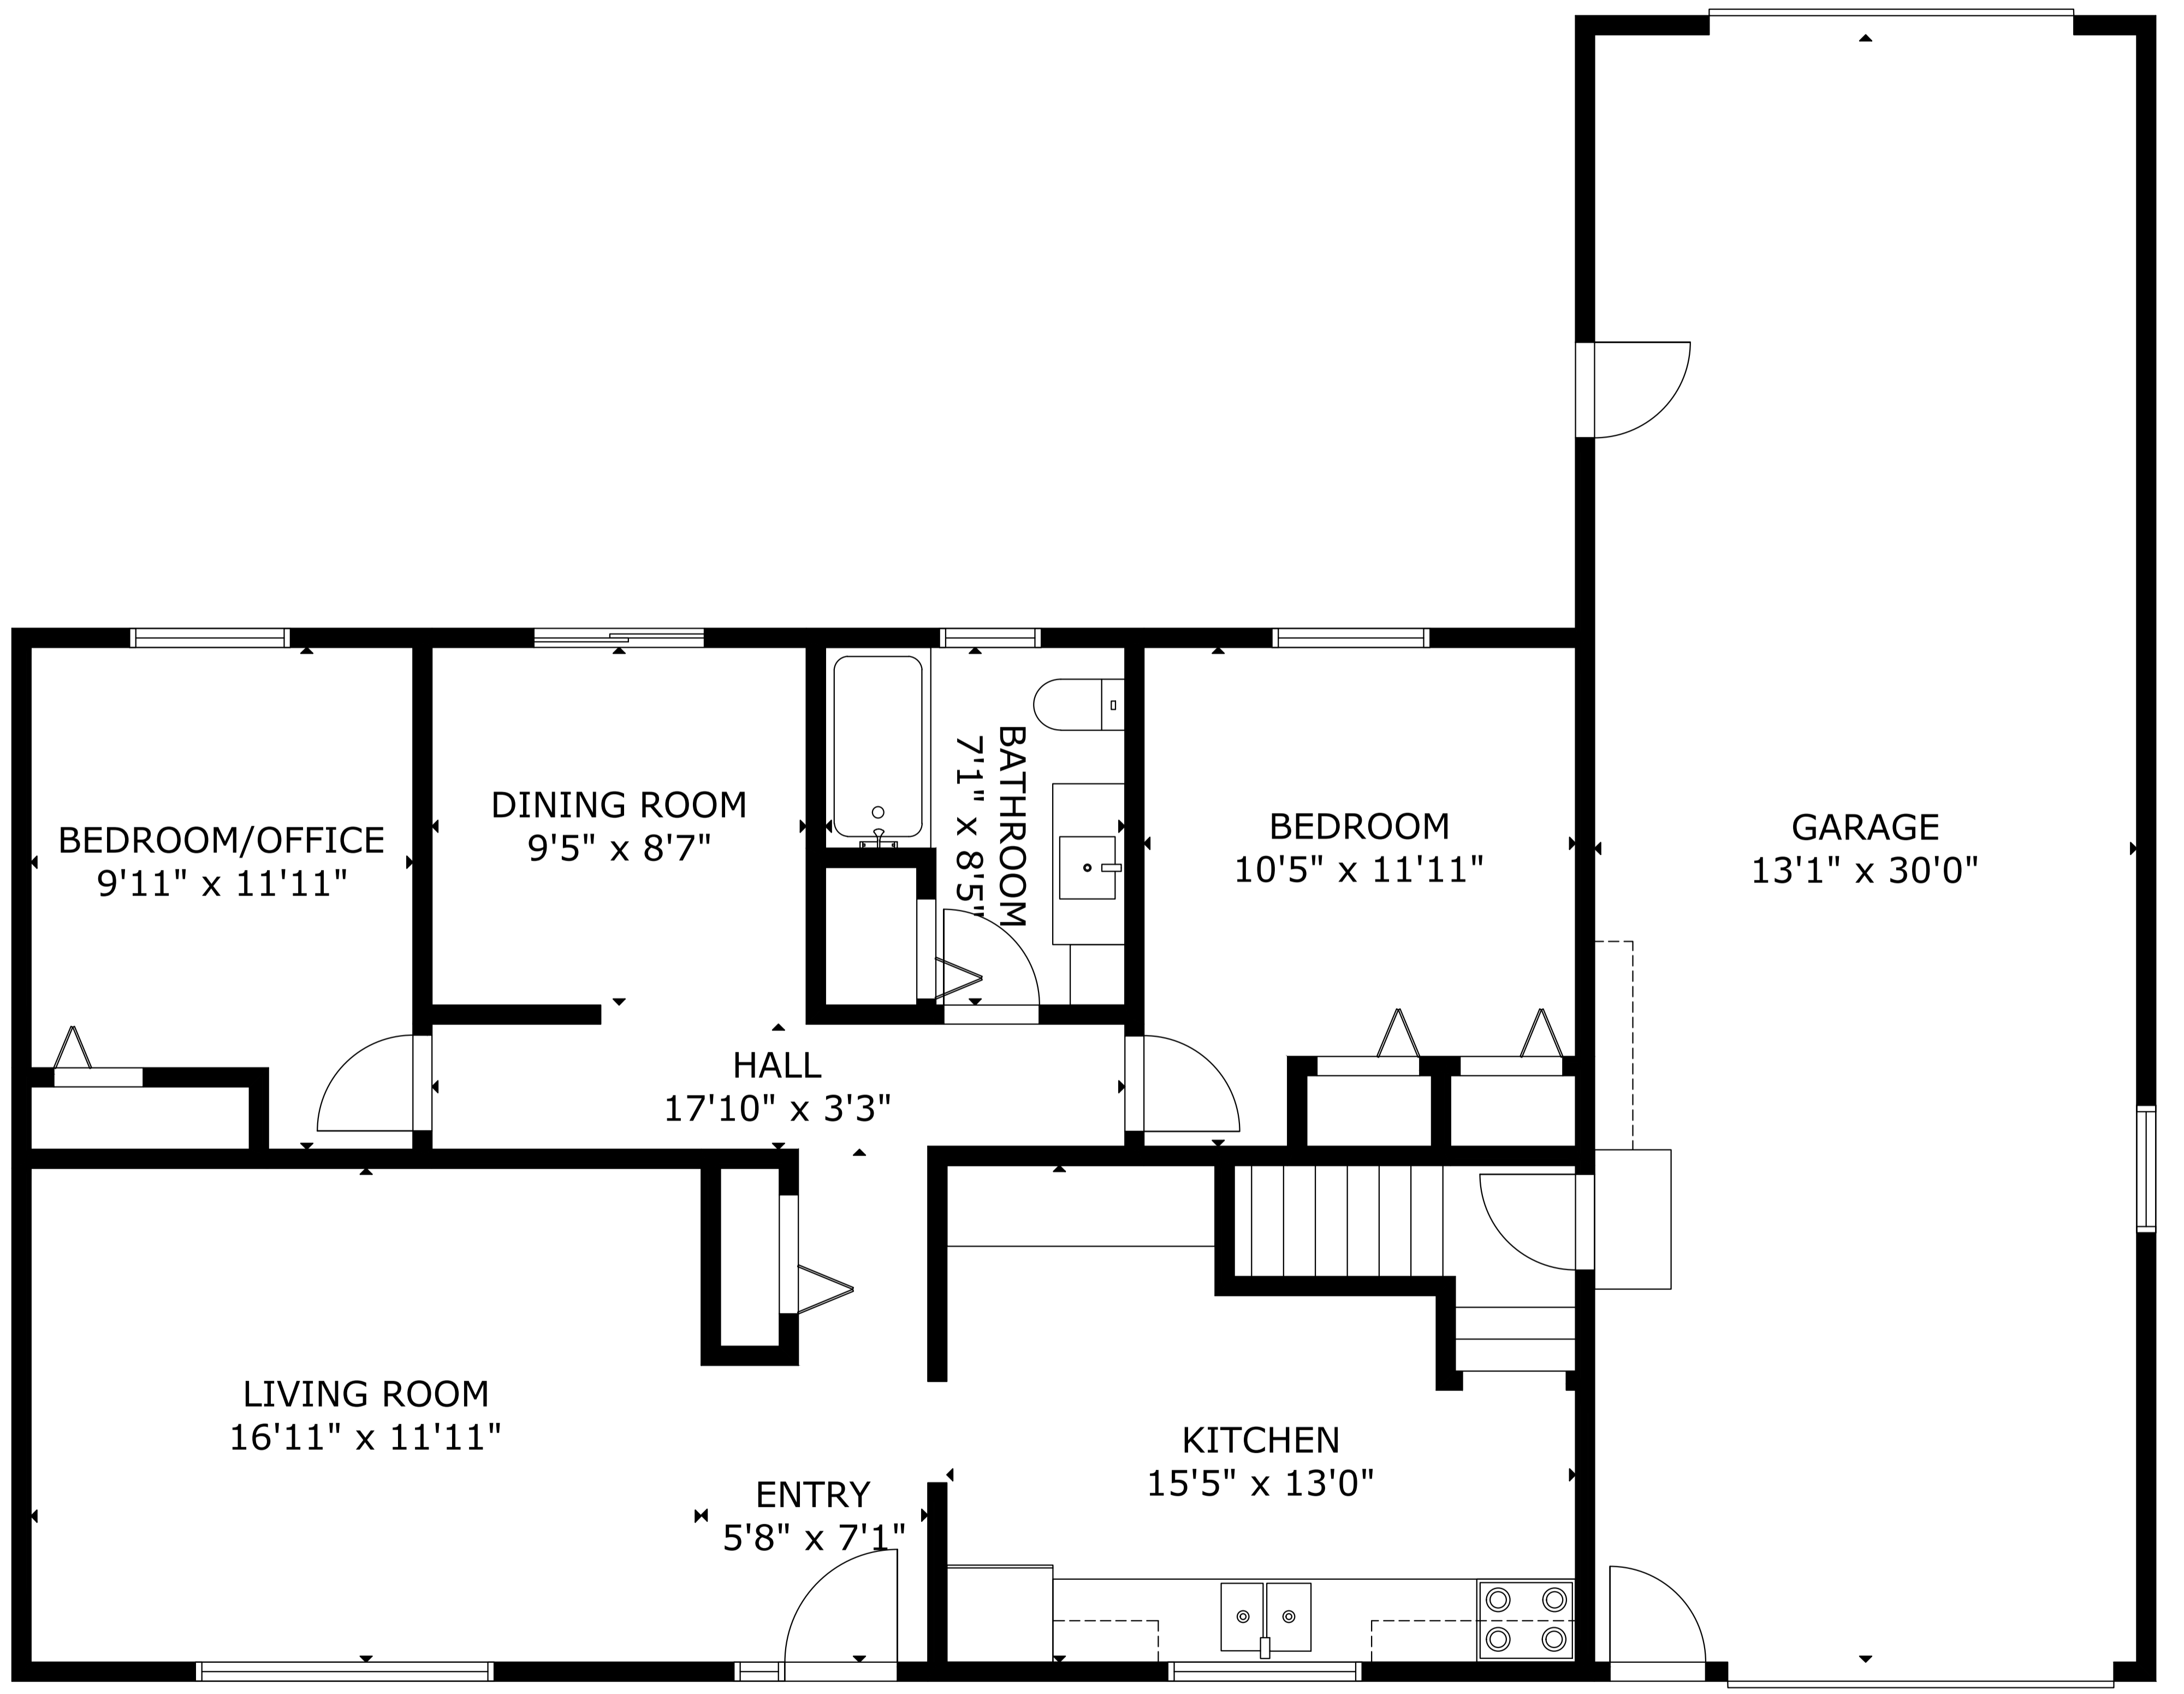 BEDROOM/OFFICE
9'11" x 11'11"
DINING ROOM
9'5" x 8'7"
BATHROOM
7'1" x 8'5"
BEDROOM
10'5" x 11'11"
GARAGE
13'1" x 30'0"
HALL
17'10" x 3'3"
LIVING ROOM
16'11" x 11'11"
ENTRY
5'8" x 7'1"
KITCHEN
15'5" x 13'0"